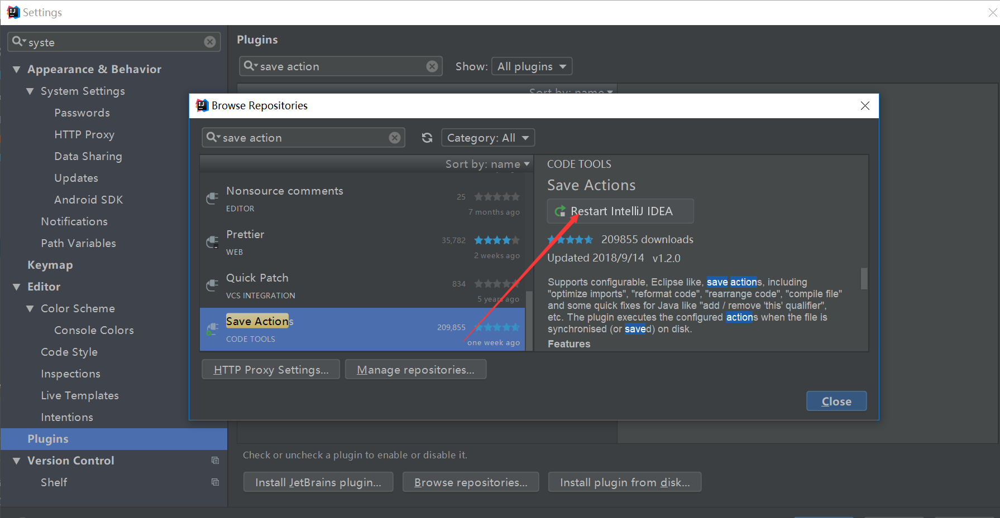 Settings
syste
Appearance & Behavior
System Settings
Passwords
HTTP Proxy
Data Sharing
Updates
Android SDK
Notifications
Path Variables
Keymap
Editor
Color Scheme
Console Colors
Code Style
Inspections
Live Templates
Intentions
Plugins
Version Control
Shelf
Plugins
save action
Show: All plugins
Sort by: name
Browse Repositories
save action
Category: All
Sort by: name
Nonsource comments
25
EDITOR
7 months ago
Prettier
35,782
WEB
2 weeks ago
Quick Patch
834
VCS INTEGRATION
5 years ago
Save Actions
209,855
CODE TOOLS
one week ago
CODE TOOLS
Save Actions
Restart IntelliJ IDEA
209855 downloads
Updated 2018/9/14 v1.2.0
Supports configurable, Eclipse like, save actions, including
"optimize imports", "reformat code", "rearrange code", "compile file"
and some quick fixes for Java like "add / remove 'this' qualifier",
etc. The plugin executes the configured actions when the file is
synchronised (or saved) on disk.
Features
HTTP Proxy Settings...
Manage repositories...
Close
Check or uncheck a plugin to enable or disable it.
Install JetBrains plugin...
Browse repositories...
Install plugin from disk...